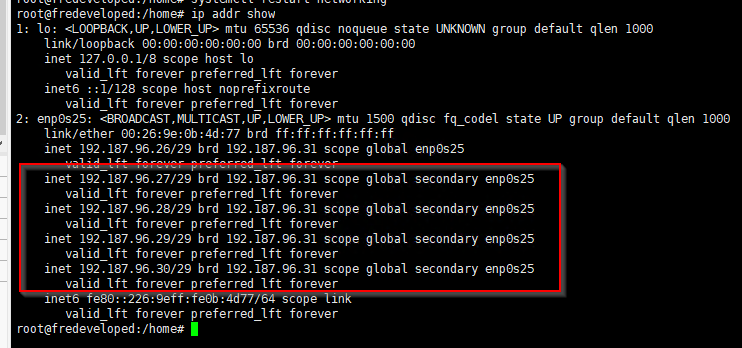 root@fredeveloped:/home# systemctl restart networking
root@fredeveloped:/home# ip addr show
1: lo: <LOOPBACK,UP,LOWER_UP> mtu 65536 qdisc noqueue state UNKNOWN group default qlen 1000
link/loopback 00:00:00:00:00:00 brd 00:00:00:00:00:00
inet 127.0.0.1/8 scope host lo
valid_lft forever preferred_lft forever
inet6 ::1/128 scope host noprefixroute
valid_lft forever preferred_lft forever
2: enp0s25: <BROADCAST,MULTICAST,UP,LOWER_UP> mtu 1500 qdisc fq_codel state UP group default qlen 1000
link/ether 00:26:9e:0b:4d:77 brd ff:ff:ff:ff:ff:ff
inet 192.187.96.26/29 brd 192.187.96.31 scope global enp0s25
valid_lft forever preferred_lft forever
inet 192.187.96.27/29 brd 192.187.96.31 scope global secondary enp0s25
valid_lft forever preferred_lft forever
inet 192.187.96.28/29 brd 192.187.96.31 scope global secondary enp0s25
valid_lft forever preferred_lft forever
inet 192.187.96.29/29 brd 192.187.96.31 scope global secondary enp0s25
valid_lft forever preferred_lft forever
inet 192.187.96.30/29 brd 192.187.96.31 scope global secondary enp0s25
valid_lft forever preferred_lft forever
inet6 fe80::226:9eff:fe0b:4d77/64 scope link
valid_lft forever preferred_lft forever
root@fredeveloped:/home#